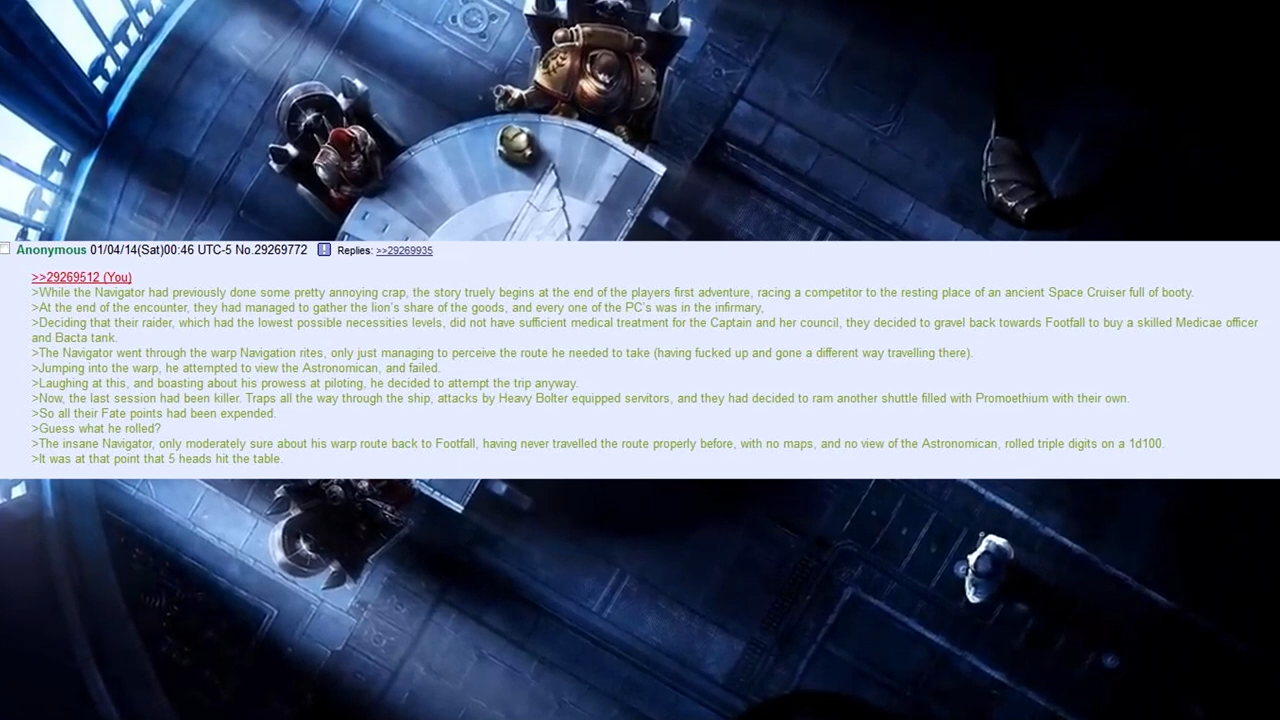 Anonymous 01/04/14(Sat)00:46 UTC-5 No.29269772 Replies: >>29269935
>>29269512 (You)
>While the Navigator had previously done some pretty annoying crap, the story truely begins at the end of the players first adventure, racing a competitor to the resting place of an ancient Space Cruiser full of booty.
>At the end of the encounter, they had managed to gather the lion's share of the goods, and every one of the PC's was in the infirmary,
>Deciding that their raider, which had the lowest possible necessities levels, did not have sufficient medical treatment for the Captain and her council, they decided to gravel back towards Footfall to buy a skilled Medicae officer
and Bacta tank.
>The Navigator went through the warp Navigation rites, only just managing to perceive the route he needed to take (having fucked up and gone a different way travelling there).
>Jumping into the warp, he attempted to view the Astronomican, and failed.
>Laughing at this, and boasting about his prowess at piloting, he decided to attempt the trip anyway.
>Now, the last session had been killer. Traps all the way through the ship, attacks by Heavy Bolter equipped servitors, and they had decided to ram another shuttle filled with Promoethium with their own.
>So all their Fate points had been expended.
>Guess what he rolled?
>The insane Navigator, only moderately sure about his warp route back to Footfall, having never travelled the route properly before, with no maps, and no view of the Astronomican, rolled triple digits on a 1d100.
>It was at that point that 5 heads hit the table.